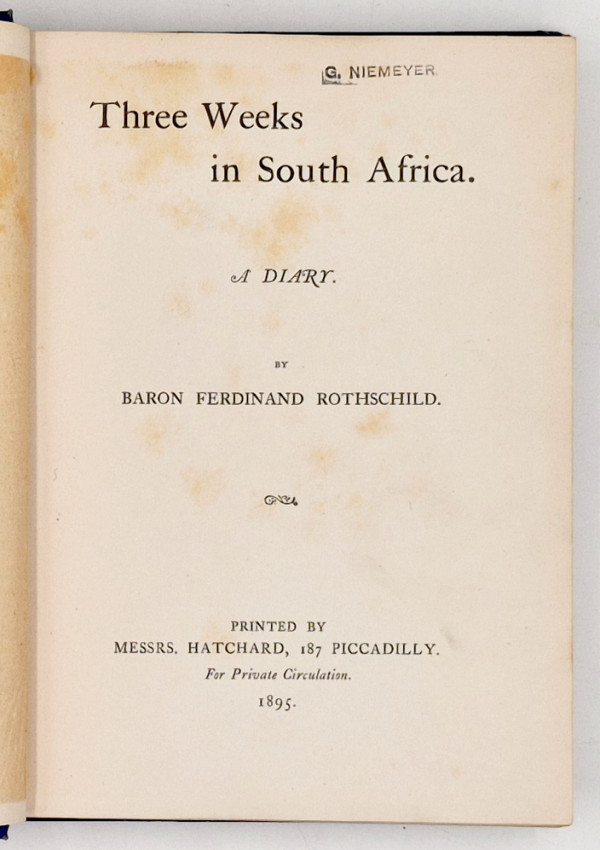 G. NIEMEYER.
Three Weeks
in South Africa.
A DIARY.
BY
BARON FERDINAND ROTHSCHILD.
PRINTED BY
MESSRS. HATCHARD, 187 PICCADILLY.
For Private Circulation.
1895.